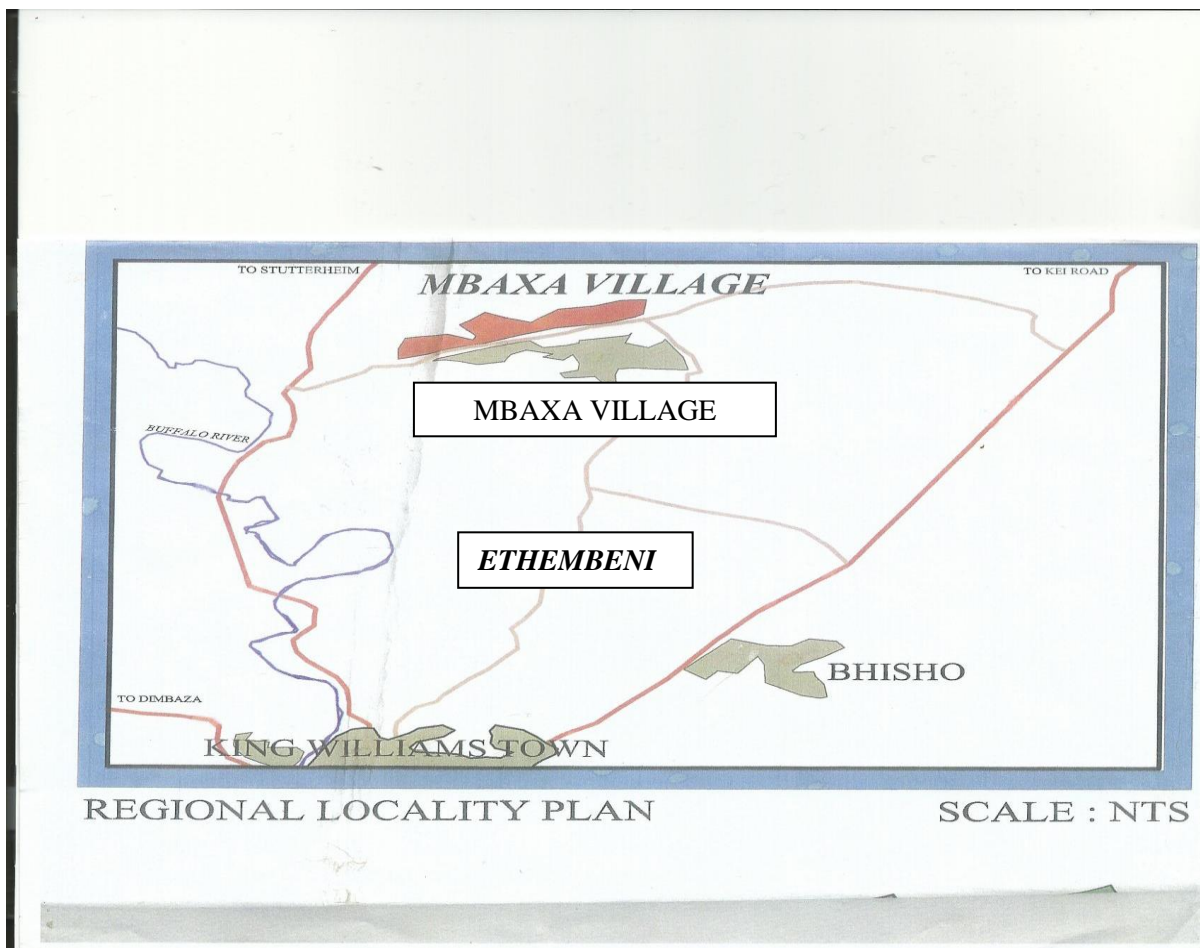 TO STUTTERHEIM
TO KEI ROAD
MBAXA VILLAGE
MBAXA VILLAGE
BUFFALO RIVER
ETHEMBENI
BHISHO
TO DIMBAZA
KING WILLIAMS TOWN
REGIONAL LOCALITY PLAN
SCALE : NTS